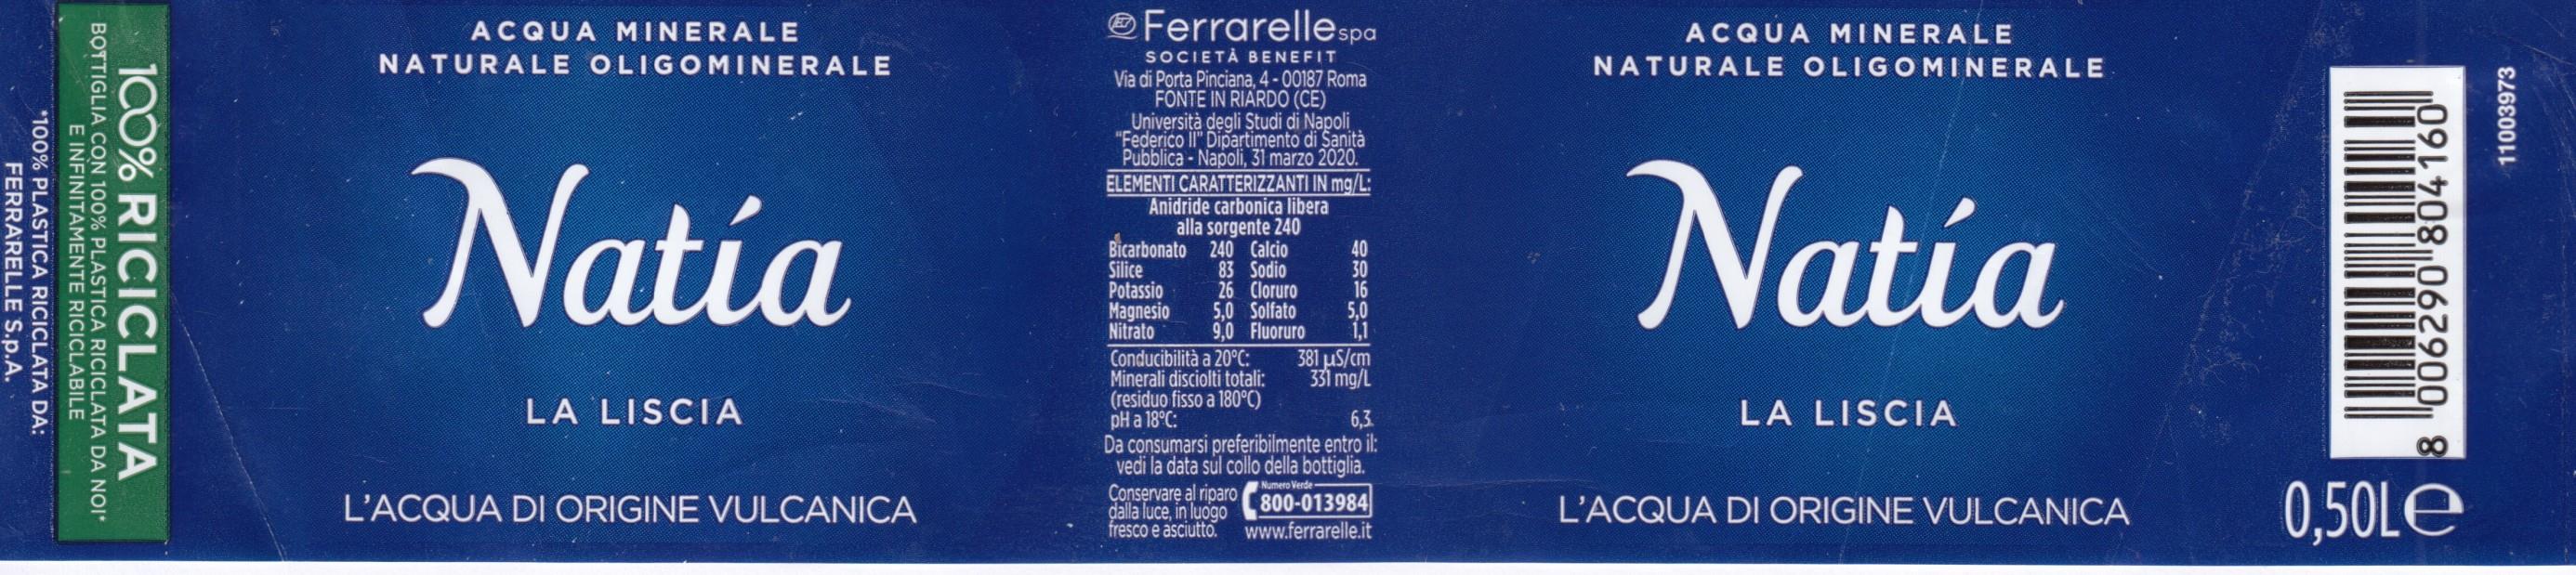 100% RICICLATA
BOTTIGLIA CON 100% PLASTICA RICICLATA DA NOI*
E INFINITAMENTE RICICLABILE
*100% PLASTICA RICICLATA DA:
FERRARELLE S.p.A.
ACQUA MINERALE
NATURALE OLIGOMINERALE
Natía
LA LISCIA
L'ACQUA DI ORIGINE VULCANICA
Ferrarelle spa
SOCIETÀ BENEFIT
Via di Porta Pinciana, 4 - 00187 Roma
FONTE IN RIARDO (CE)
Università degli Studi di Napoli
"Federico II" Dipartimento di Sanità
Pubblica - Napoli, 31 marzo 2020.
ELEMENTI CARATTERIZZANTI IN mg/L:
Anidride carbonica libera
alla sorgente 240
Bicarbonato 240 Calcio 40
Silice 83 Sodio 30
Potassio 26 Cloruro 16
Magnesio 5,0 Solfato 5,0
Nitrato 9,0 Fluoruro 1,1
Conducibilità a 20°C: 381 µS/cm
Minerali disciolti totali: 331 mg/L
(residuo fisso a 180°C)
pH a 18°C: 6,3.
Da consumarsi preferibilmente entro il:
vedi la data sul collo della bottiglia.
Conservare al riparo
dalla luce, in luogo
fresco e asciutto.
Numero Verde
800-013984
www.ferrarelle.it
ACQUA MINERALE
NATURALE OLIGOMINERALE
Natía
LA LISCIA
L'ACQUA DI ORIGINE VULCANICA
8 006290 804160
11003973
0,50L e